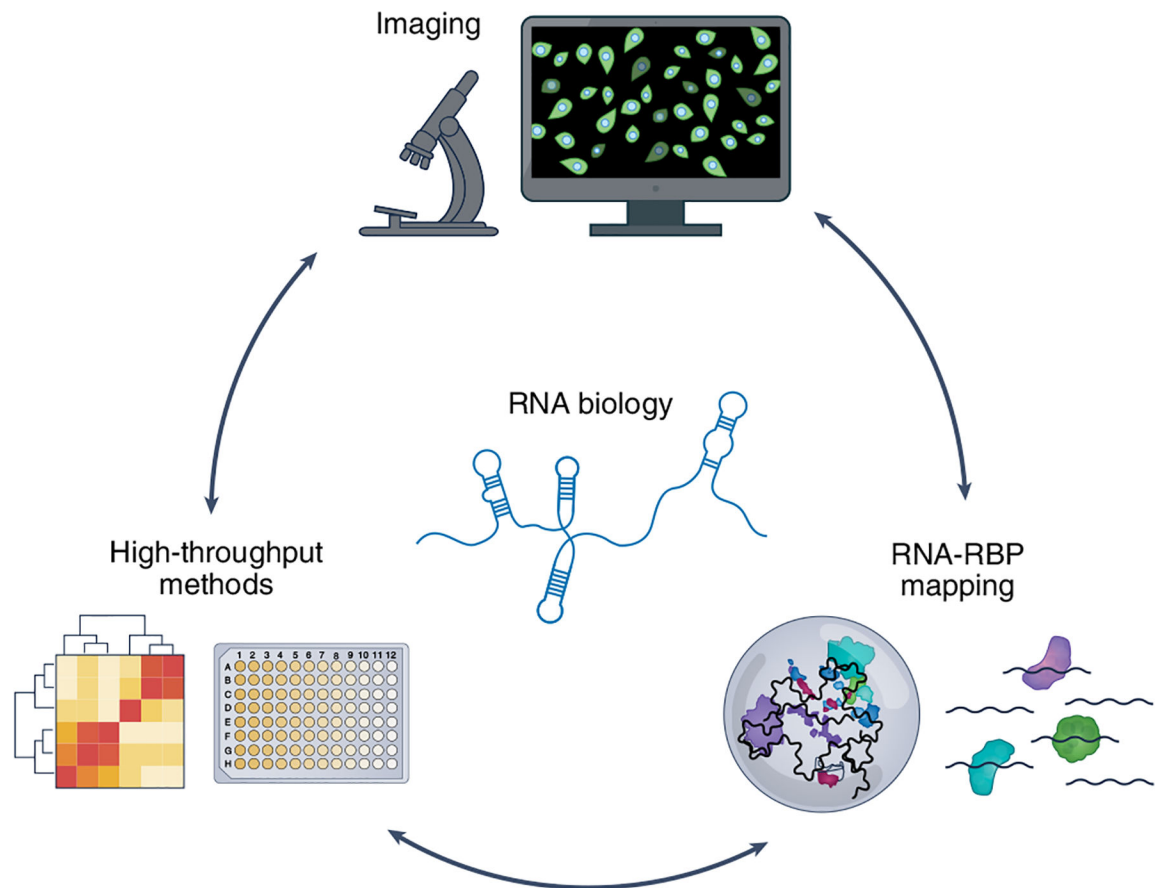 Imaging
RNA biology
High-throughput
methods
RNA-RBP
mapping
1 2 3 4 5 6 7 8 9 10 11 12
A
B
C
D
E
F
G
H